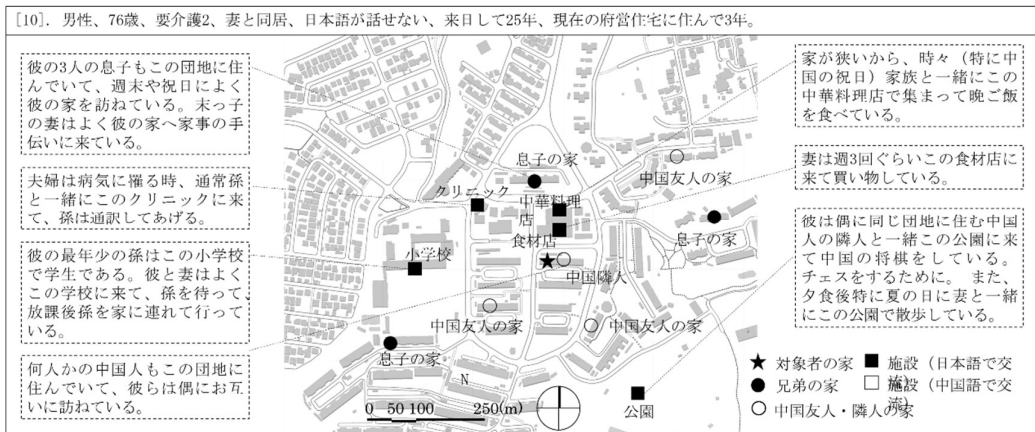 [10]. 男性、76歳、要介護2、妻と同居、日本語が話せない、来日して25年、現在の府営住宅に住んで3年。
彼の3人の息子もこの団地に住
んでいて、週末や祝日によく
彼の家を訪ねている。末っ子
の妻はよく彼の家へ家事の手
伝いに来ている。
夫婦は病気に罹る時、通常孫
と一緒にこのクリニックに来
て、孫は通訳してあげる。
彼の最年少の孫はこの小学校
で学生である。彼と妻はよく
この学校に来て、孫を待って、
放課後孫を家に連れて行って
いる。
何人かの中国人もこの団地に
住んでいて、彼らは偶にお互
いに訪ねている。
息子の家
クリニック
中華料理
店
食材店
小学校
中国隣人
中国友人の家
息子の家
中国友人の家
中国友人の家
息子の家
公園
N
0 50 100 250(m)
家が狭いから、時々（特に中
国の祝日）家族と一緒にこの
中華料理店で集まって晩ご飯
を食べている。
妻は週3回ぐらいこの食材店に
来て買い物している。
彼は偶に同じ団地に住む中国
人の隣人と一緒この公園に来
て中国の将棋をしている。
チェスをするために。 また、
夕食後特に夏の日に妻と一緒
にこの公園で散歩している。
対象者の家
兄弟の家
中国友人・隣人の家
施設（日本語で交
流）
施設（中国語で交
流）